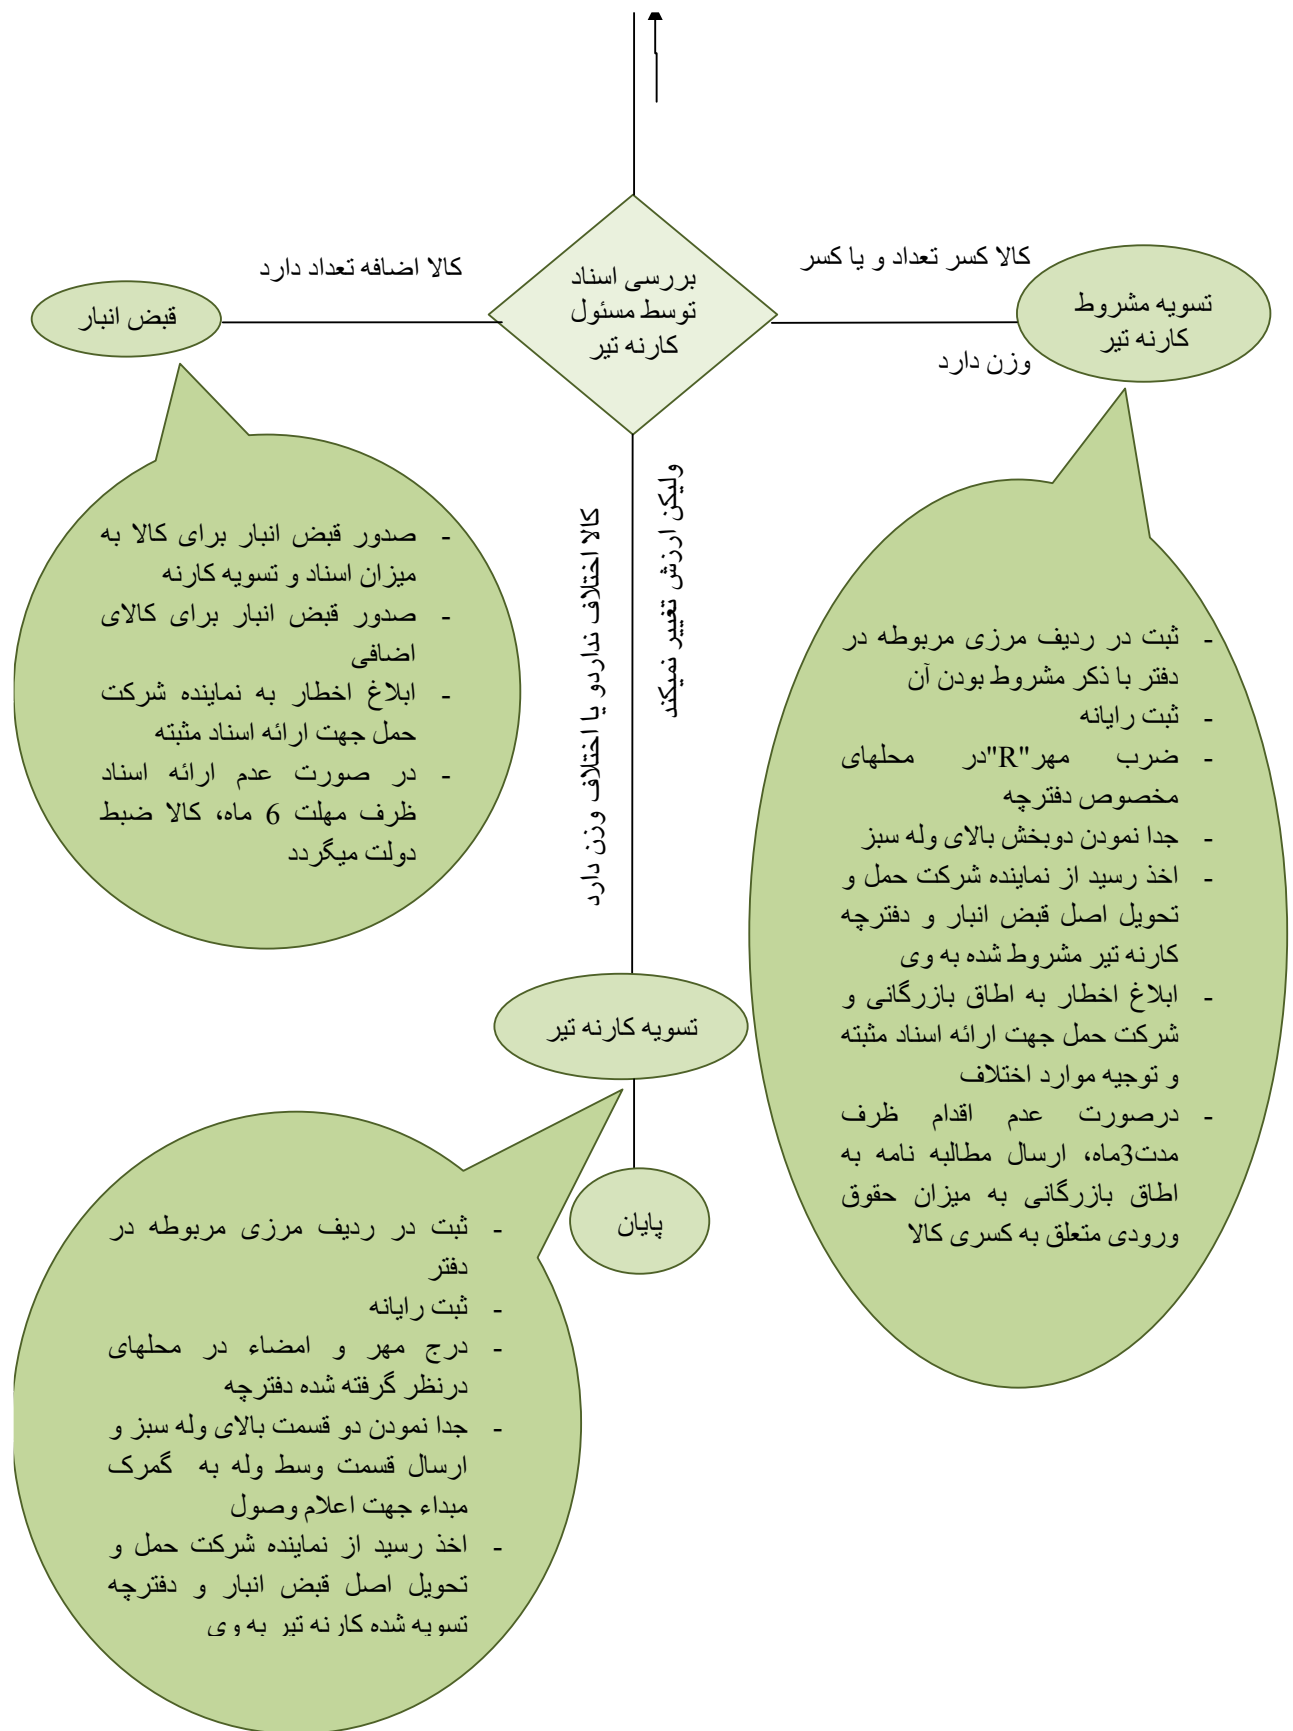 کالا کسر تعداد و یا کسر
وزن دارد
تسویه مشروط
کارنه تیر
بررسی اسناد
توسط مسئول
کارنه تیر
کالا اضافه تعداد دارد
قبض انبار
- ثبت در ردیف مرزی مربوطه در
دفتر با ذکر مشروط بودن آن
- ثبت رایانه
- ضرب مهر"R"در محلهای
مخصوص دفترچه
- جدا نمودن دوبخش بالای وله سبز
- اخذ رسید از نماینده شرکت حمل و
تحویل اصل قبض انبار و دفترچه
کارنه تیر مشروط شده به وی
- ابلاغ اخطار به اطاق بازرگانی و
شرکت حمل جهت ارائه اسناد مثبته
و توجیه موارد اختلاف
- درصورت عدم اقدام ظرف
مدت3ماه، ارسال مطالبه نامه به
اطاق بازرگانی به میزان حقوق
ورودی متعلق به کسری کالا
- صدور قبض انبار برای کالا به
میزان اسناد و تسویه کارنه
- صدور قبض انبار برای کالای
اضافی
- ابلاغ اخطار به نماینده شرکت
حمل جهت ارائه اسناد مثبته
- در صورت عدم ارائه اسناد
ظرف مهلت 6 ماه، کالا ضبط
دولت میگردد
کالا اختلاف نداردو یا اختلاف وزن دارد
ولیکن ارزش تغییر نمیکند
تسویه کارنه تیر
پایان
- ثبت در ردیف مرزی مربوطه در
دفتر
- ثبت رایانه
- درج مهر و امضاء در محلهای
درنظر گرفته شده دفترچه
- جدا نمودن دو قسمت بالای وله سبز و
ارسال قسمت وسط وله به گمرک
مبداء جهت اعلام وصول
- اخذ رسید از نماینده شرکت حمل و
تحویل اصل قبض انبار و دفترچه
تسویه شده کارنه تیر به وی